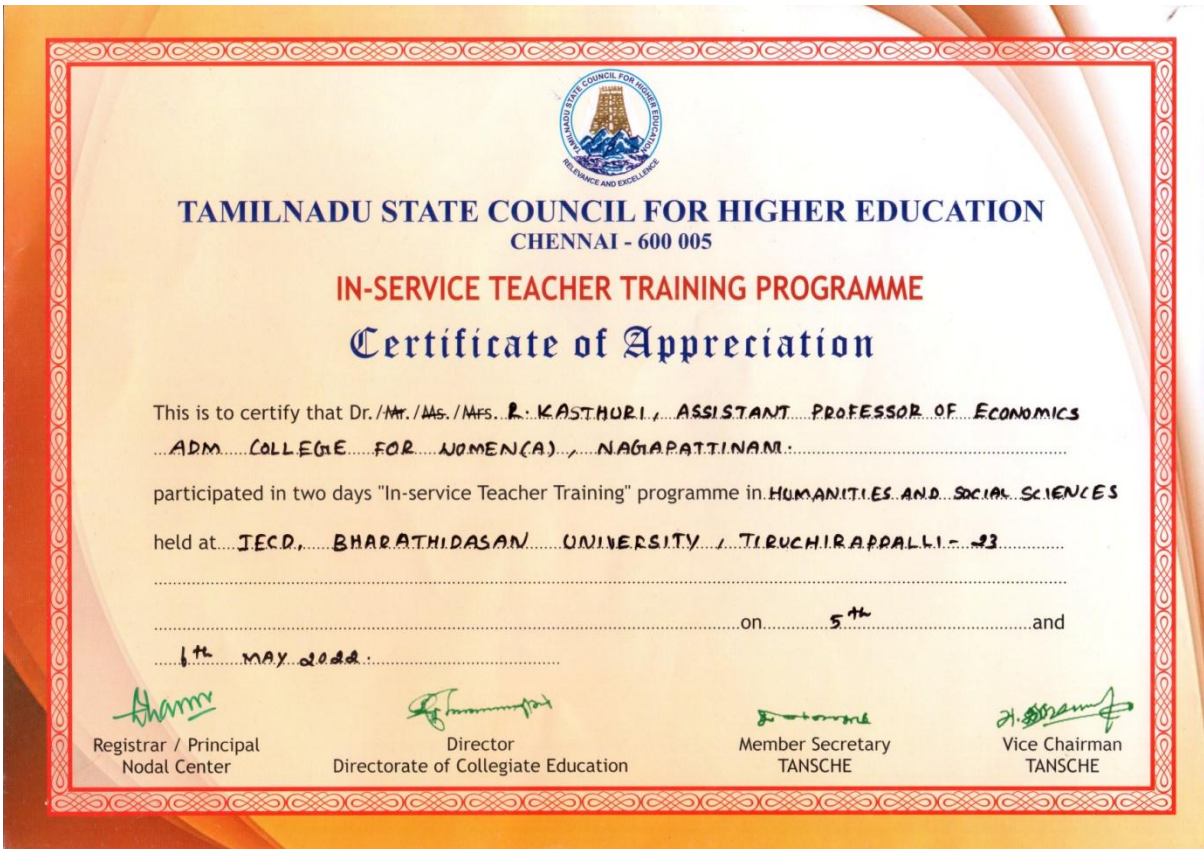 TAMILNADU STATE COUNCIL FOR HIGHER EDUCATION
RELEVANCE AND EXCELLENCE
TAMILNADU STATE COUNCIL FOR HIGHER EDUCATION
CHENNAI - 600 005
IN-SERVICE TEACHER TRAINING PROGRAMME
Certificate of Appreciation
This is to certify that Dr./Mr./Ms./Mrs. R. KASTHURI, ASSISTANT PROFESSOR OF ECONOMICS
ADM COLLEGE FOR WOMEN(A), NAGAPATTINAM.
participated in two days "In-service Teacher Training" programme in HUMANITIES AND SOCIAL SCIENCES
held at IECD, BHARATHIDASAN UNIVERSITY, TIRUCHIRAPPALLI - 23
on 5th and
6th MAY 2022.
Registrar / Principal
Nodal Center
Director
Directorate of Collegiate Education
Member Secretary
TANSCHE
Vice Chairman
TANSCHE